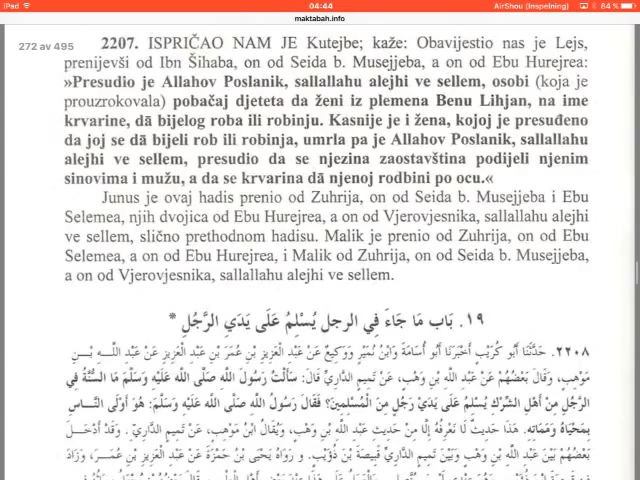 iPad 04:44 AirShou (Inspelning) 84 %
maktabah.info
272 av 495
2207. ISPRIČAO NAM JE Kutejbe; kaže: Obavijestio nas je Lejs,
prenijevši od Ibn Šihaba, on od Seida b. Musejjeba, a on od Ebu Hurejrea:
»Presudio je Allahov Poslanik, sallallahu alejhi ve sellem, osobi (koja je
prouzrokovala) pobačaj djeteta da ženi iz plemena Benu Lihjan, na ime
krvarine, dā bijelog roba ili robinju. Kasnije je i žena, kojoj je presuđeno
da joj se dā bijeli rob ili robinja, umrla pa je Allahov Poslanik, sallallahu
alejhi ve sellem, presudio da se njezina zaostavština podijeli njenim
sinovima i mužu, a da se krvarina dā njenoj rodbini po ocu.«
Junus je ovaj hadis prenio od Zuhrija, on od Seida b. Musejjeba i Ebu
Selemea, njih dvojica od Ebu Hurejrea, a on od Vjerovjesnika, sallallahu alejhi
ve sellem, slično prethodnom hadisu. Malik je prenio od Zuhrija, on od Ebu
Selemea, a on od Ebu Hurejrea, i Malik od Zuhrija, on od Seida b. Musejjeba,
a on od Vjerovjesnika, sallallahu alejhi ve sellem.
١٩. بَاب مَا جَاءَ فِي الرجل يُسْلِمُ عَلَى يَدَيِ الرَّجُلِ *
٢٢٠٨. حَدَّثَنَا أَبُو كُرَيْبٍ أَخْبَرَنَا أَبُو أُسَامَةَ وَابْنُ نُمَيْرٍ وَوَكِيعٌ عَنْ عَبْدِ الْعَزِيزِ بْنِ عُمَرَ بْنِ عَبْدِ الْعَزِيزِ عَنْ عَبْدِ اللَّهِ بْنِ
مَوْهِبٍ، وَقَالَ بَعْضُهُمْ عَنْ عَبْدِ اللَّهِ بْنِ وَهْبٍ، عَنْ تَمِيمٍ الدَّارِيِّ قَالَ: سَأَلْتُ رَسُولَ اللَّهِ صَلَّى اللَّه عَلَيْهِ وَسَلَّمَ مَا السُّنَّةُ فِي
الرَّجُلِ مِنْ أَهْلِ الشِّرْكِ يُسْلِمُ عَلَى يَدَيْ رَجُلٍ مِنَ الْمُسْلِمِينَ؟ فَقَالَ رَسُولُ اللَّهِ صَلَّى اللَّه عَلَيْهِ وَسَلَّمَ: هُوَ أَوْلَى النَّاسِ
بِمَحْيَاهُ وَمَمَاتِهِ. هَذَا حَدِيثٌ لَا نَعْرِفُهُ إِلَّا مِنْ حَدِيثِ عَبْدِ اللَّهِ بْنِ وَهْبٍ، وَيُقَالُ ابْنُ مَوْهِبٍ، عَنْ تَمِيمٍ الدَّارِيِّ. وَقَدْ أَدْخَلَ
بَعْضُهُمْ بَيْنَ عَبْدِ اللَّهِ بْنِ وَهْبٍ وَبَيْنَ تَمِيمٍ الدَّارِيِّ قَبِيصَةَ بْنَ ذُؤَيْبٍ. وَرَوَاهُ يَحْيَى بْنُ حَمْزَةَ عَنْ عَبْدِ الْعَزِيزِ بْنِ عُمَرَ، وَزَادَ